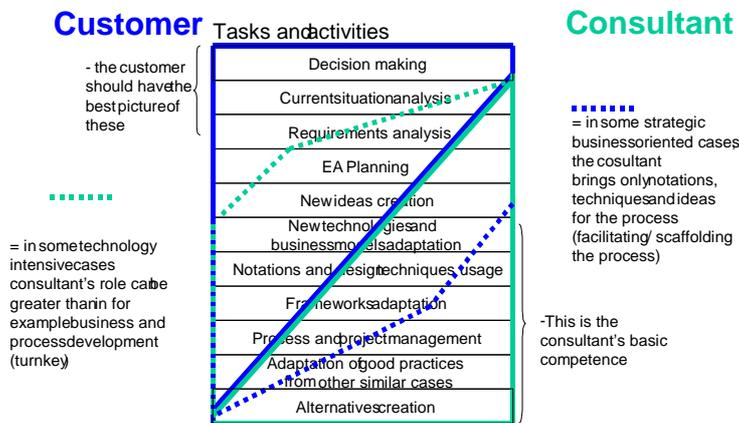 Customer
Tasks and activities
Consultant
- the customer
should have the
best picture of
these
Decision making
Current situation analysis
Requirements analysis
EA Planning
New ideas creation
New technologies and
business models adaptation
Notations and design techniques usage
Frameworks adaptation
Process and project management
Adaptation of good practices
from other similar cases
Alternatives creation
= in some technology
intensive cases
consultant's role can be
greater than in for
example business and
process development
(turnkey)
= in some strategic
business oriented cases,
the cosultant
brings only notations,
techniques and ideas
for the process
(facilitating/ scaffolding
the process)
-This is the
consultant's basic
competence